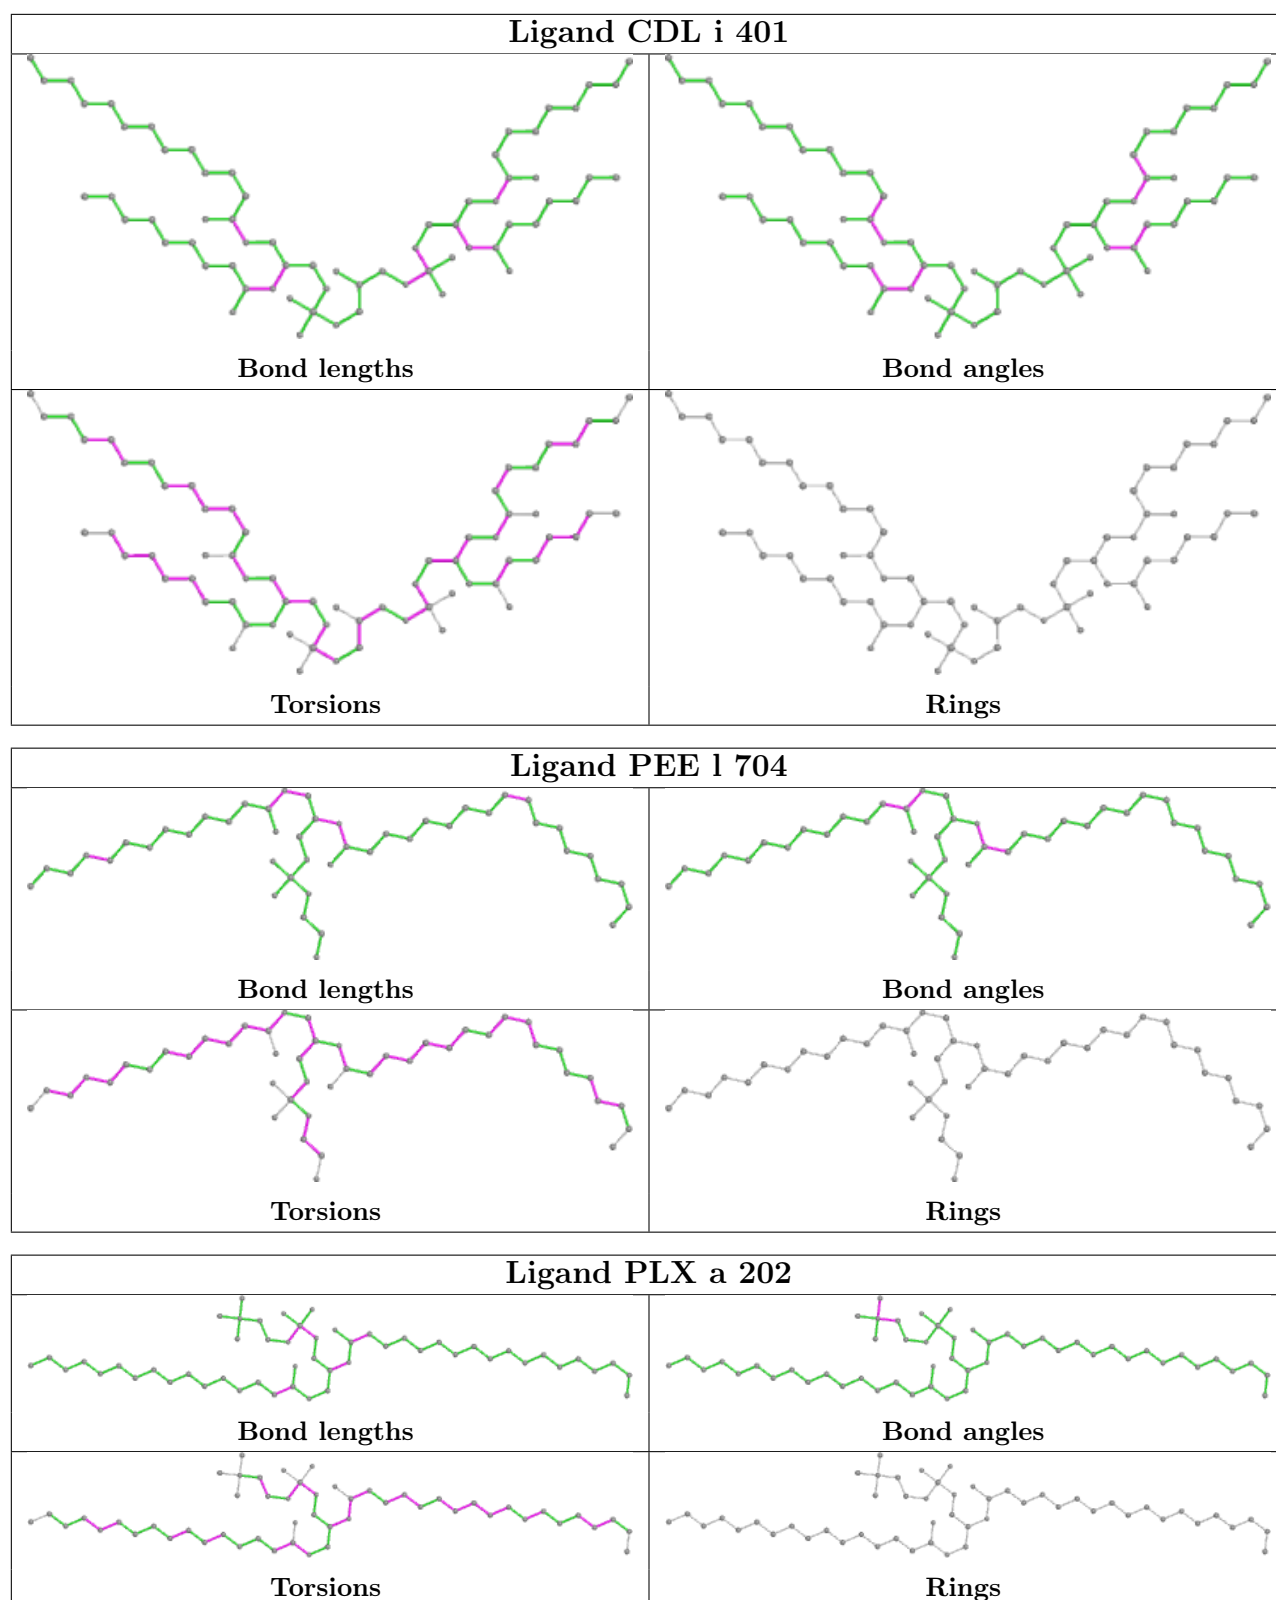 Ligand CDL i 401
Bond lengths
Bond angles
Torsions
Rings
Ligand PEE l 704
Bond lengths
Bond angles
Torsions
Rings
Ligand PLX a 202
Bond lengths
Bond angles
Torsions
Rings